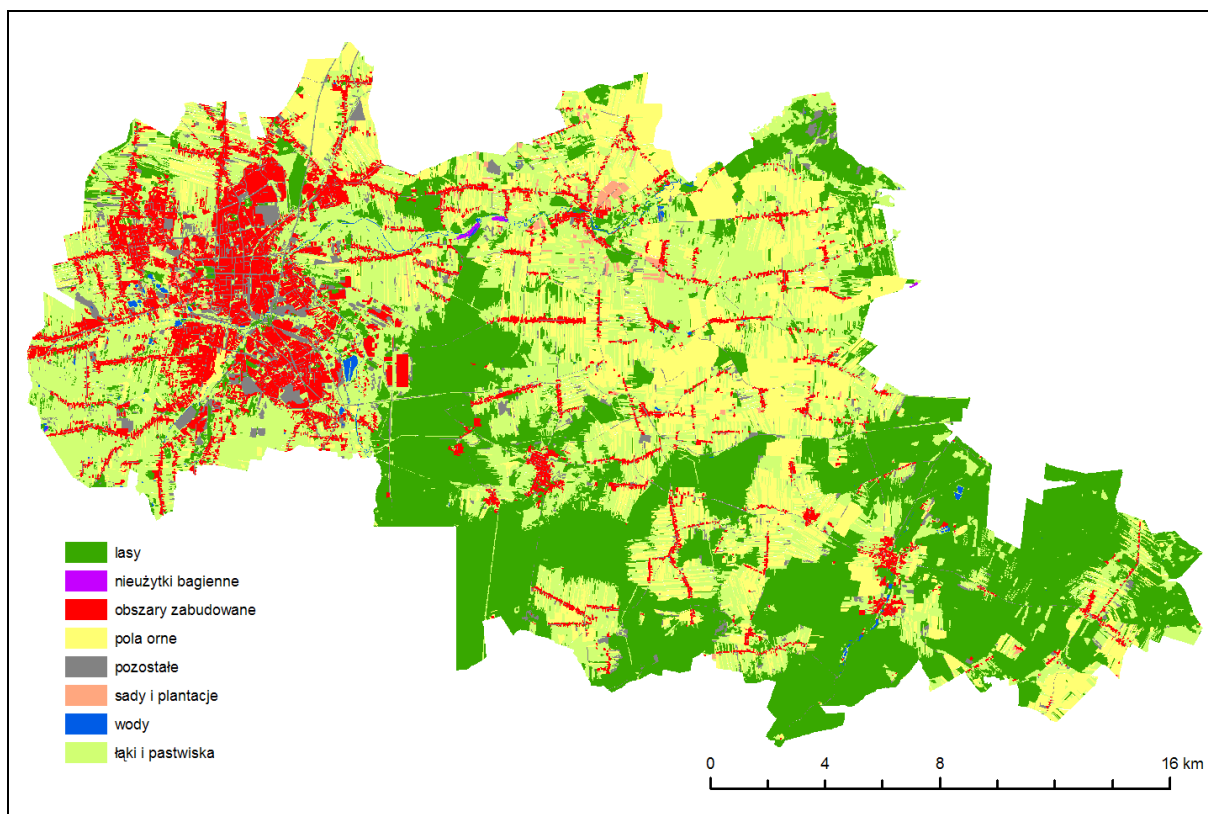 lasy
nieużytki bagienne
obszary zabudowane
pola orne
pozostałe
sady i plantacje
wody
łąki i pastwiska
0 4 8 16 km